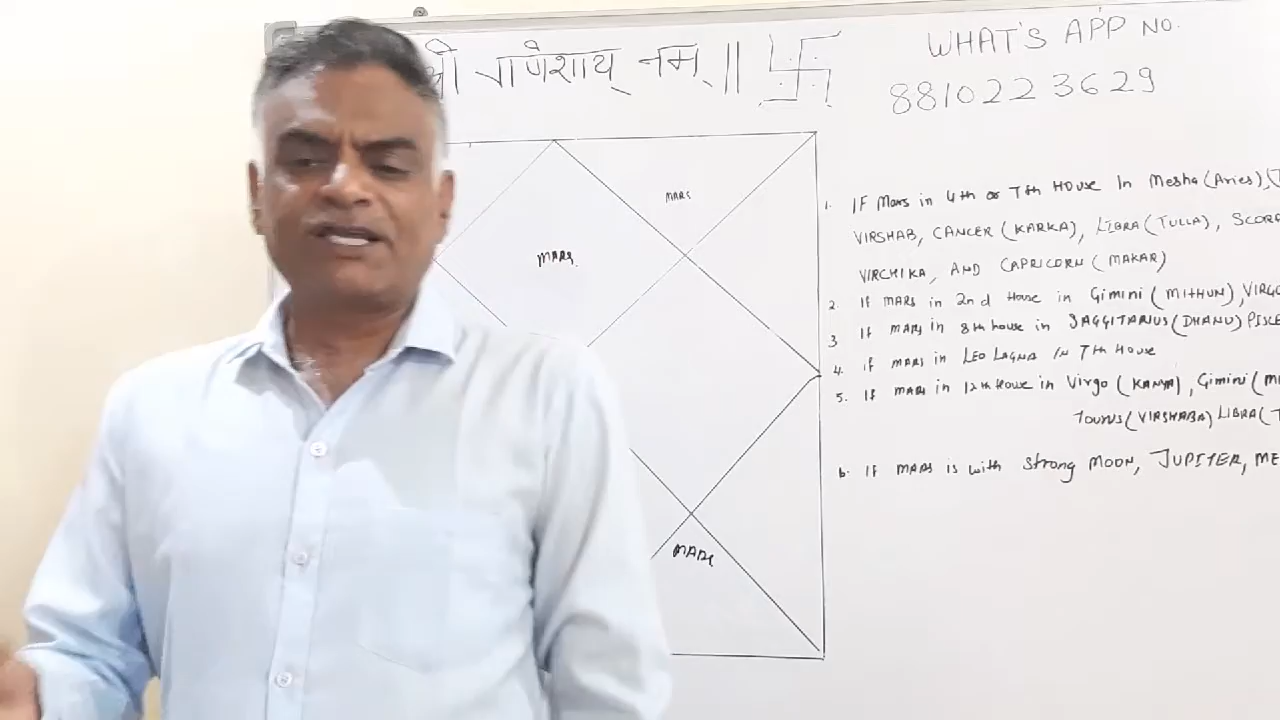 श्री गणेशाय् नमः ||
WHAT'S APP NO.
8810223629
MARS
MARS
MARS
1. IF Mars in 4th or 7th House In Mesha (Aries),
VIRSHAB, CANCER (KARKA), LIBRA (TULLA), SCORP
VIRCHIKA, AND CAPRICORN (MAKAR)
2. If MARS in 2nd House in Gimini (MITHUN), VIRGO
3 If MARS in 8th house in SAGGITARIUS (DHANU) PISCE
4. if MARS in LEO LAGNA IN 7th House
5. If MARS in 12th House in Virgo (KANYA), Gimini (M
TOURUS (VIRSHABA) LIBRA (T
6. If MARS is with Strong MOON, JUPITER, ME